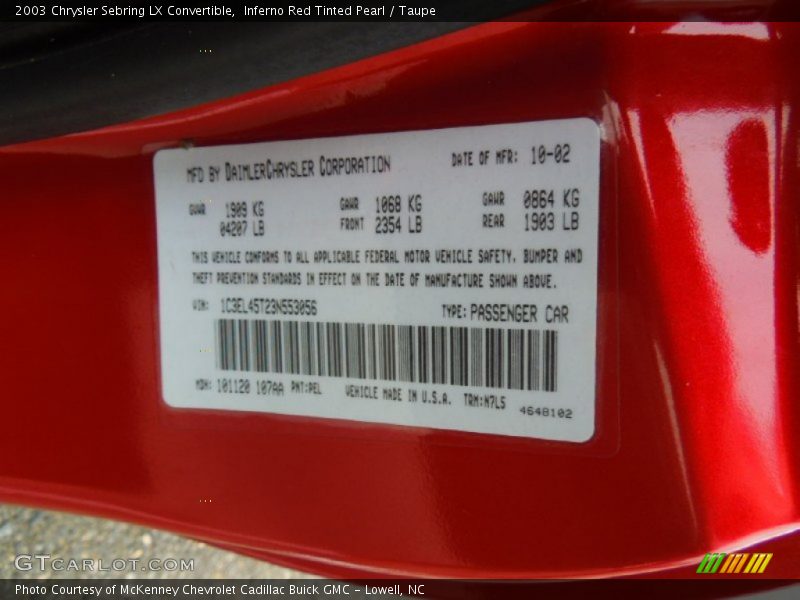 2003 Chrysler Sebring LX Convertible,  Inferno Red Tinted Pearl / Taupe
MFD BY DAIMLERCHRYSLER CORPORATION
DATE OF MFR: 10-02
GVWR 1909 KG
04207 LB
GAWR FRONT 1068 KG
2354 LB
GAWR REAR 0864 KG
1903 LB
THIS VEHICLE CONFORMS TO ALL APPLICABLE FEDERAL MOTOR VEHICLE SAFETY, BUMPER AND
THEFT PREVENTION STANDARDS IN EFFECT ON THE DATE OF MANUFACTURE SHOWN ABOVE.
VIN: 1C3EL45T23N553056
TYPE: PASSENGER CAR
MDH: 101120 107AA PNT:PEL VEHICLE MADE IN U.S.A. TRM:N7L5
4648102
GTCARLOT.COM
Photo Courtesy of McKenney Chevrolet Cadillac Buick GMC - Lowell, NC